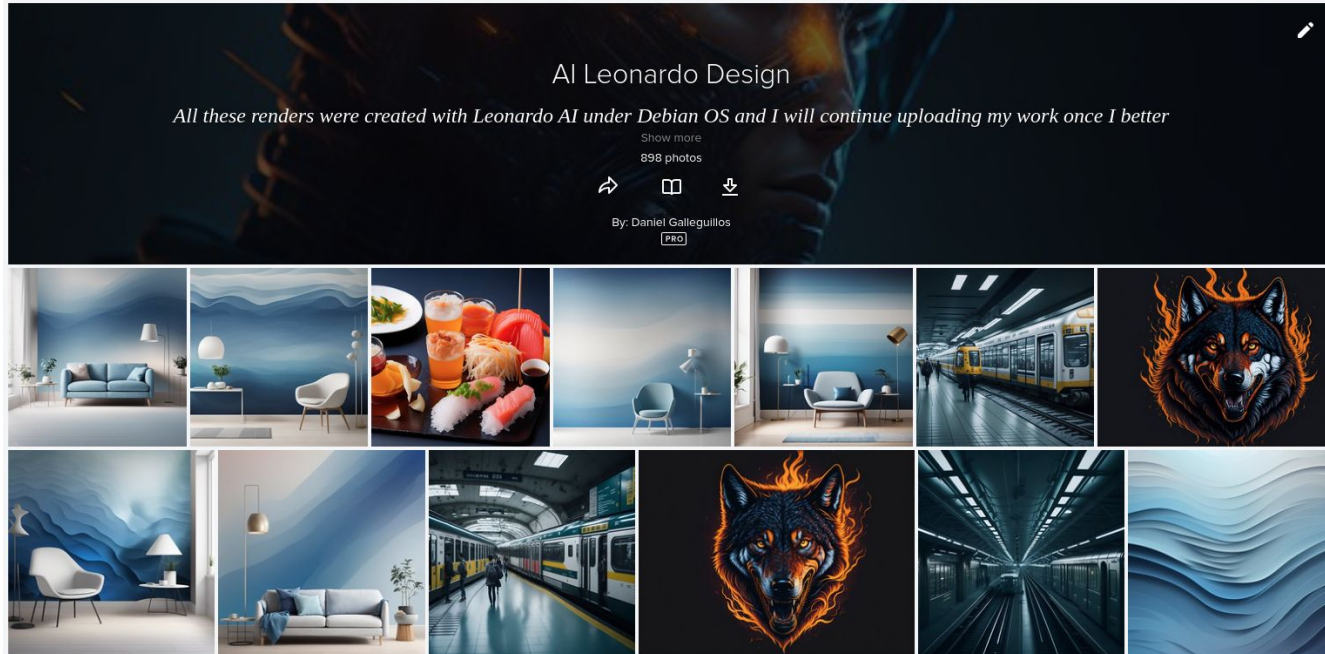 AI Leonardo Design
All these renders were created with Leonardo AI under Debian OS and I will continue uploading my work once I better
Show more
898 photos
By: Daniel Galleguillos
PRO